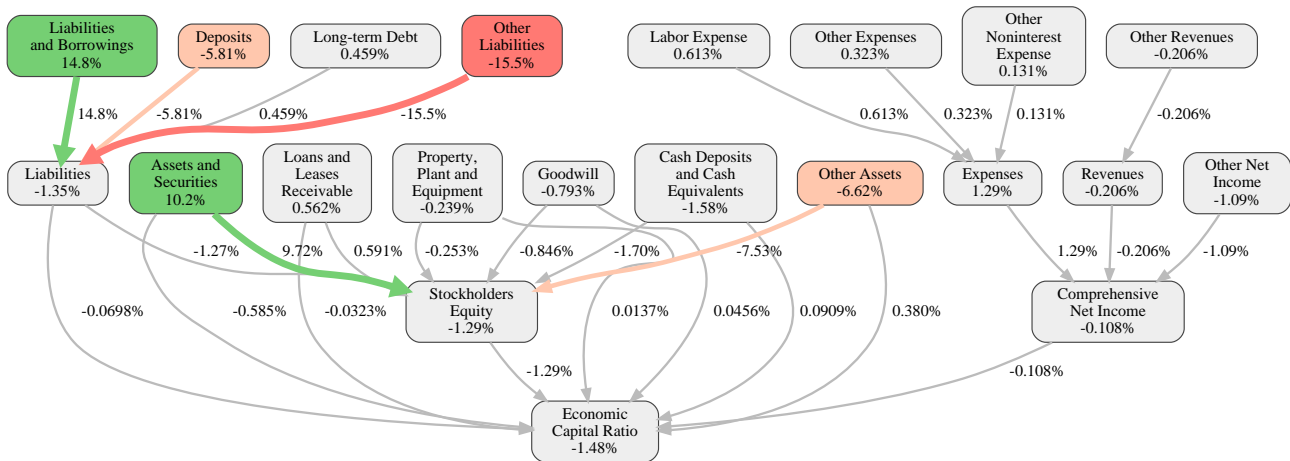 Liabilities
and Borrowings
14.8%
Deposits
-5.81%
Long-term Debt
0.459%
Other
Liabilities
-15.5%
Labor Expense
0.613%
Other Expenses
0.323%
Other
Noninterest
Expense
0.131%
Other Revenues
-0.206%
14.8%
-5.81%
0.459%
-15.5%
0.613%
0.323%
0.131%
-0.206%
Liabilities
-1.35%
Assets and
Securities
10.2%
Loans and
Leases
Receivable
0.562%
Property,
Plant and
Equipment
-0.239%
Goodwill
-0.793%
Cash Deposits
and Cash
Equivalents
-1.58%
Other Assets
-6.62%
Expenses
1.29%
Revenues
-0.206%
Other Net
Income
-1.09%
-1.27%
9.72%
0.591%
-0.253%
-0.846%
-1.70%
-7.53%
1.29%
-0.206%
-1.09%
-0.0698%
-0.585%
-0.0323%
Stockholders
Equity
-1.29%
0.0137%
0.0456%
0.0909%
0.380%
Comprehensive
Net Income
-0.108%
-1.29%
-0.108%
Economic
Capital Ratio
-1.48%